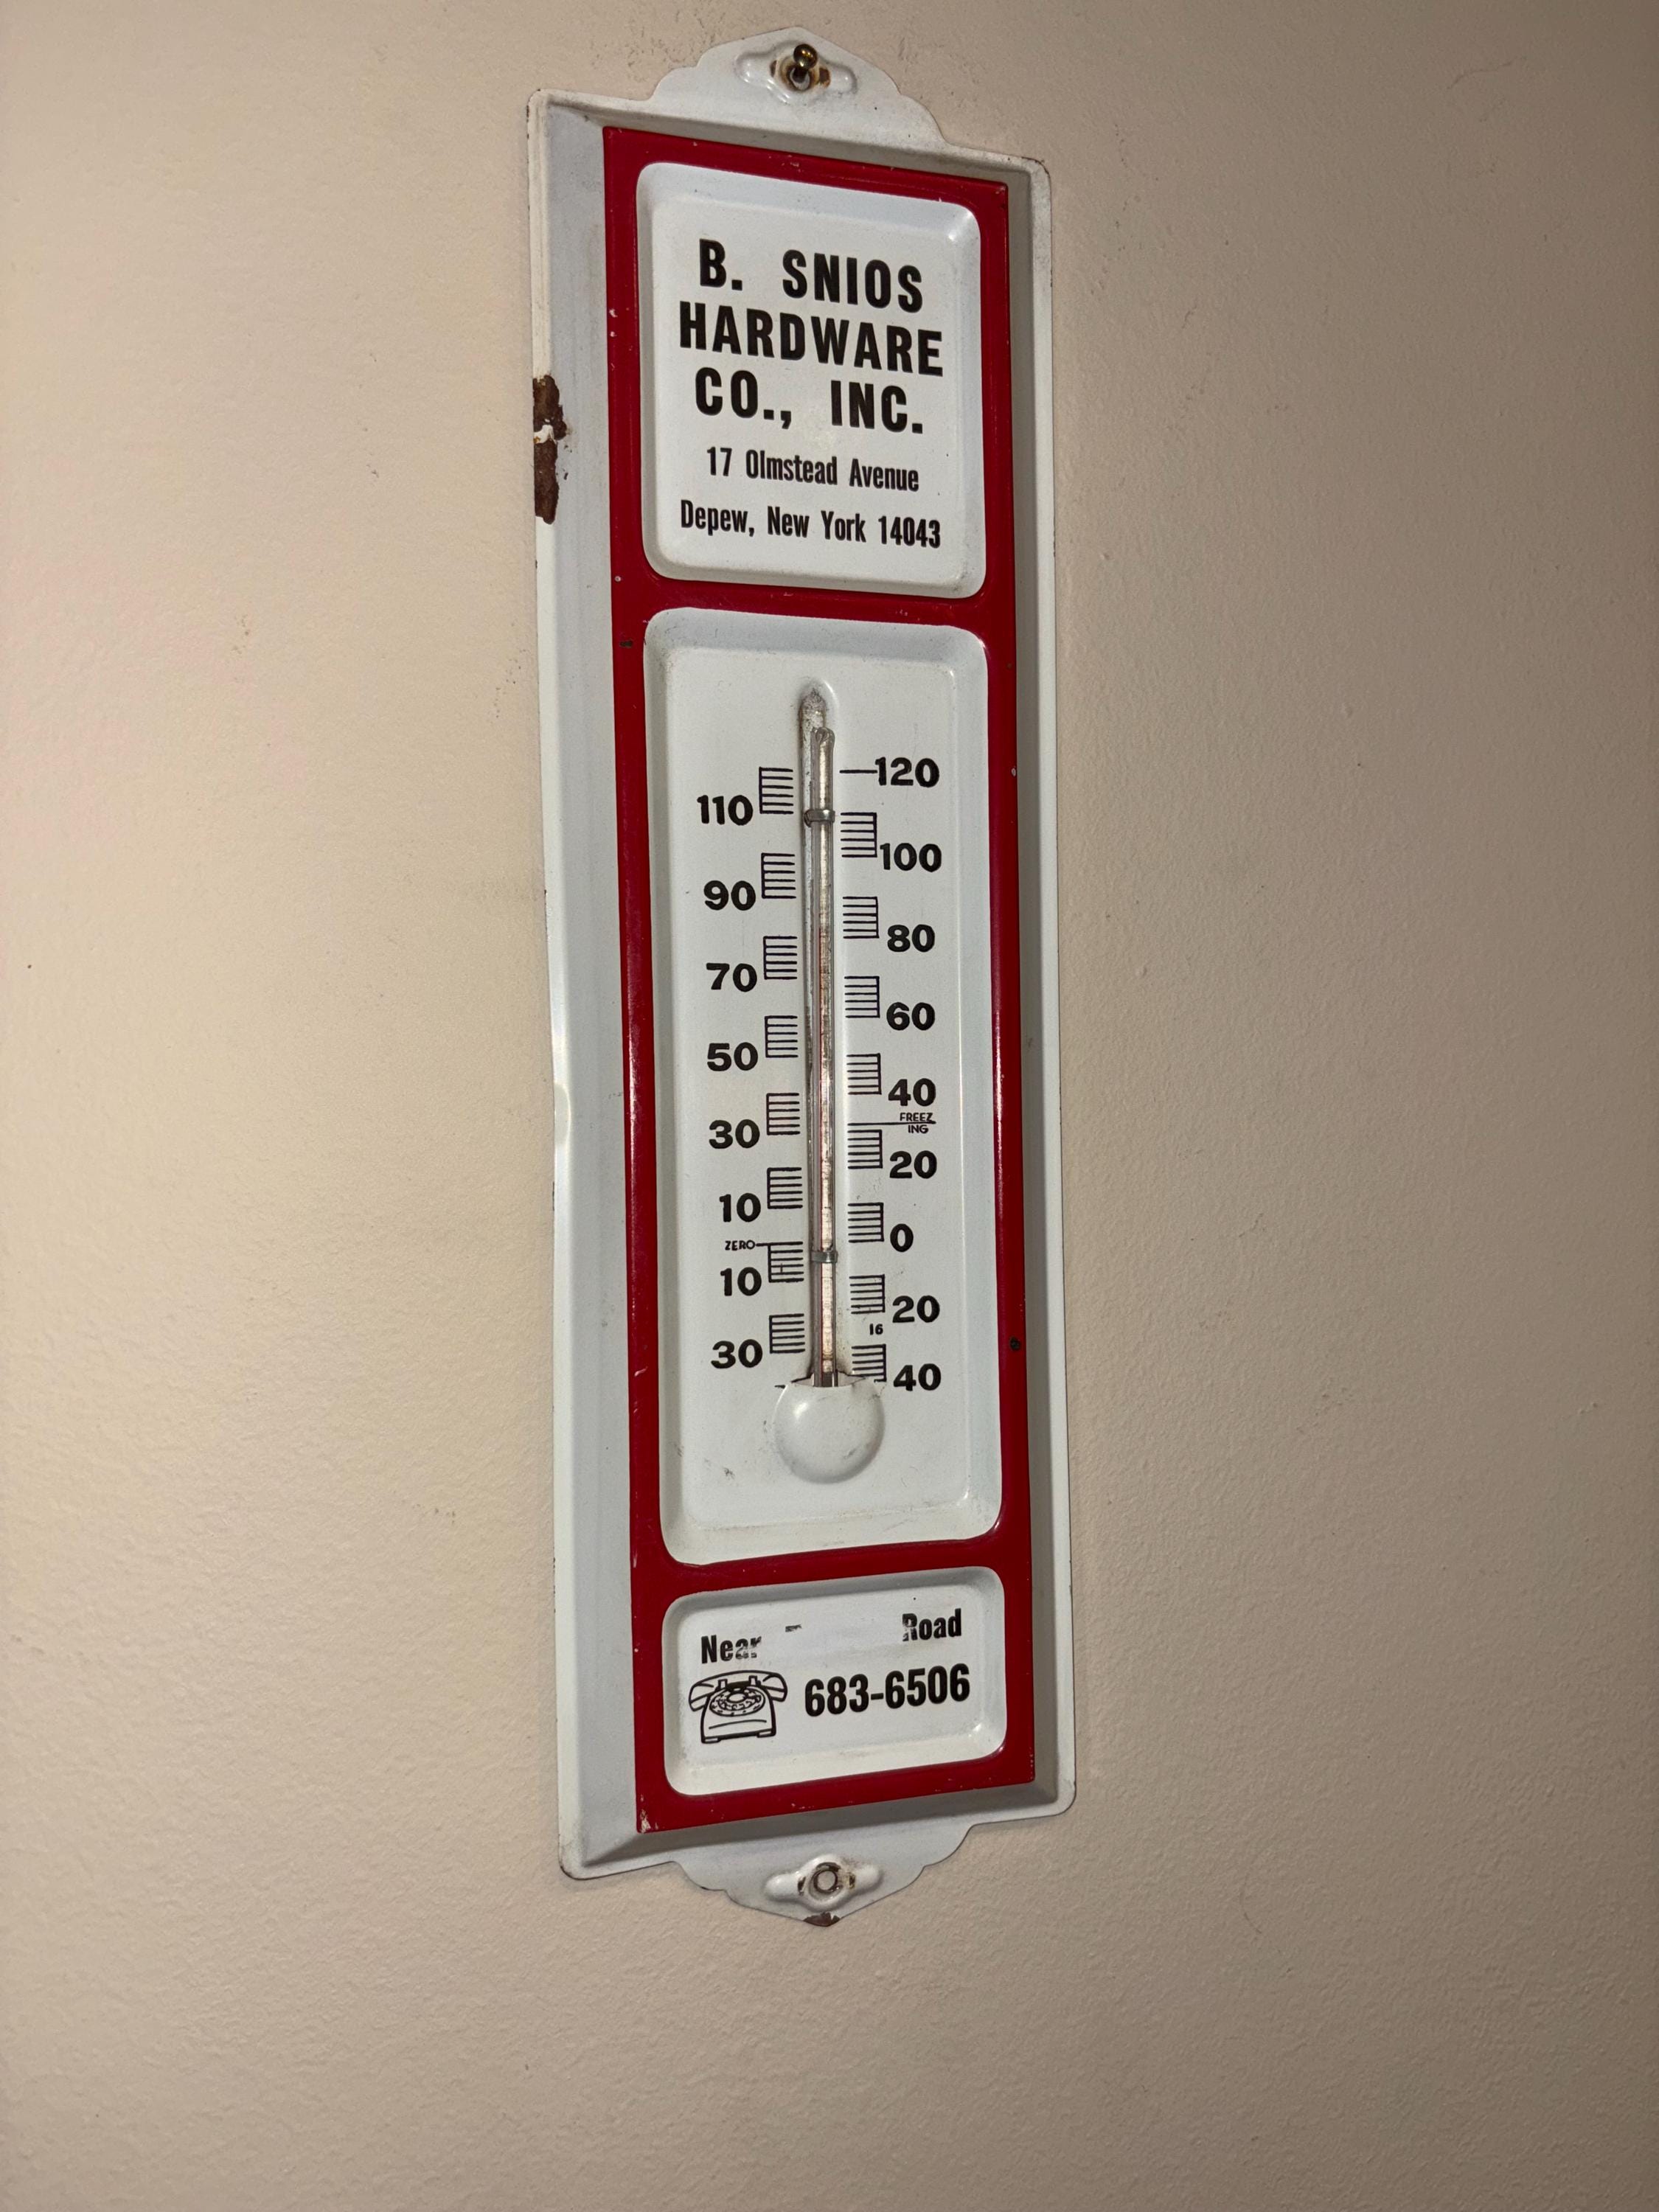 B. SNIOS
HARDWARE
CO., INC.
17 Olmstead Avenue
Depew, New York 14043
120
110
100
90
80
70
60
50
40
30
FREEZ
ING
20
10
0
ZERO
10
20
16
30
40
Near Road
683-6506